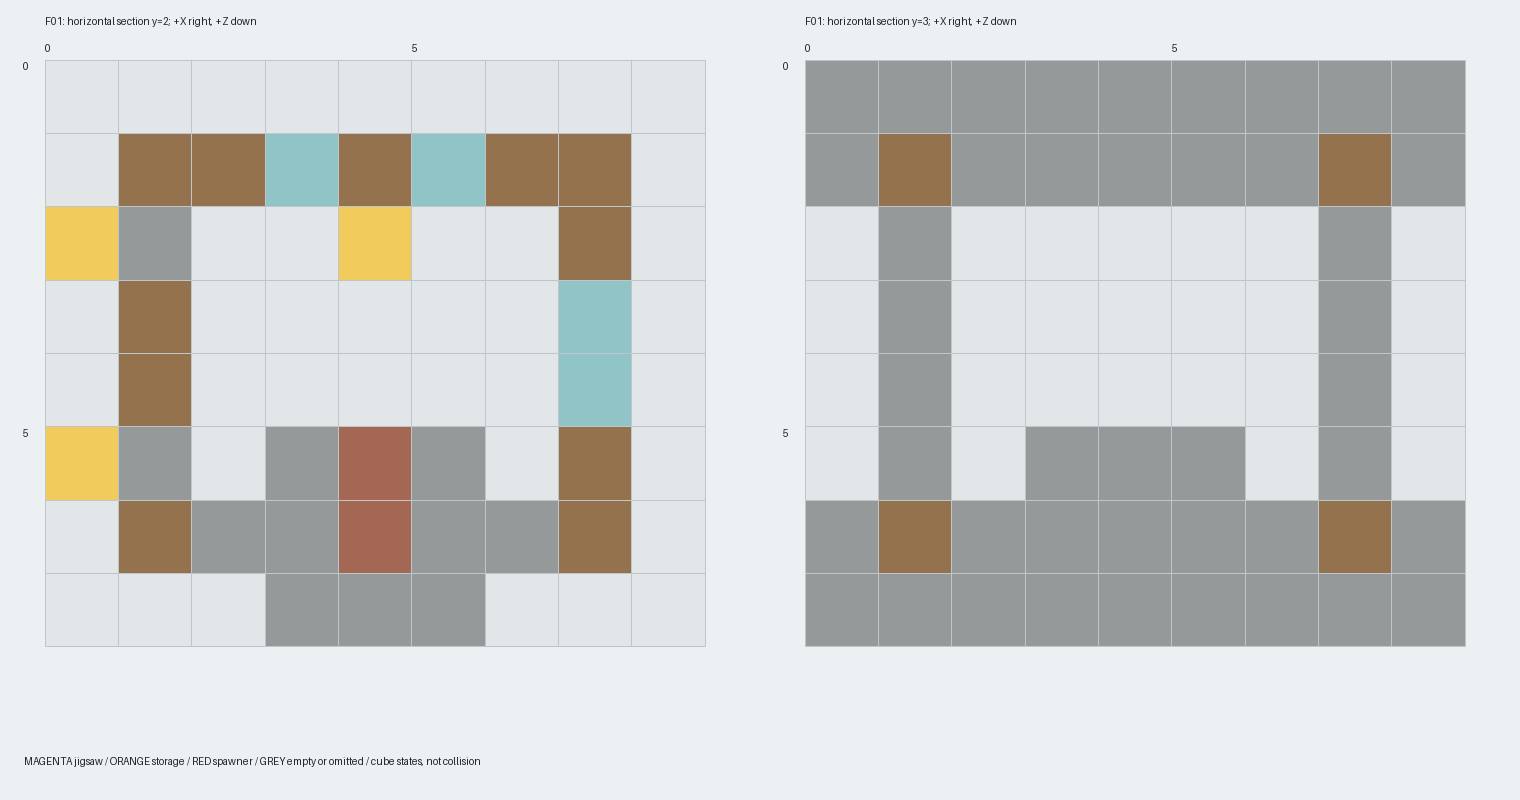 F01: horizontal section y=2; +X right, +Z down
F01: horizontal section y=3; +X right, +Z down
0 5
0 5
0
0
5
5
MAGENTA jigsaw / ORANGE storage / RED spawner / GREY empty or omitted / cube states, not collision